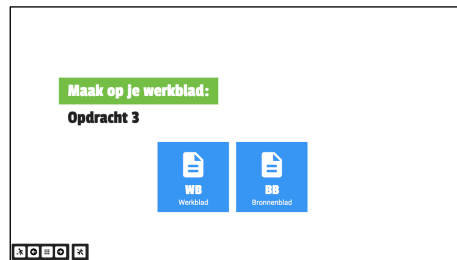 Maak op je werkblad:
Opdracht 3
WB
Werkblad
BB
Bronnenblad